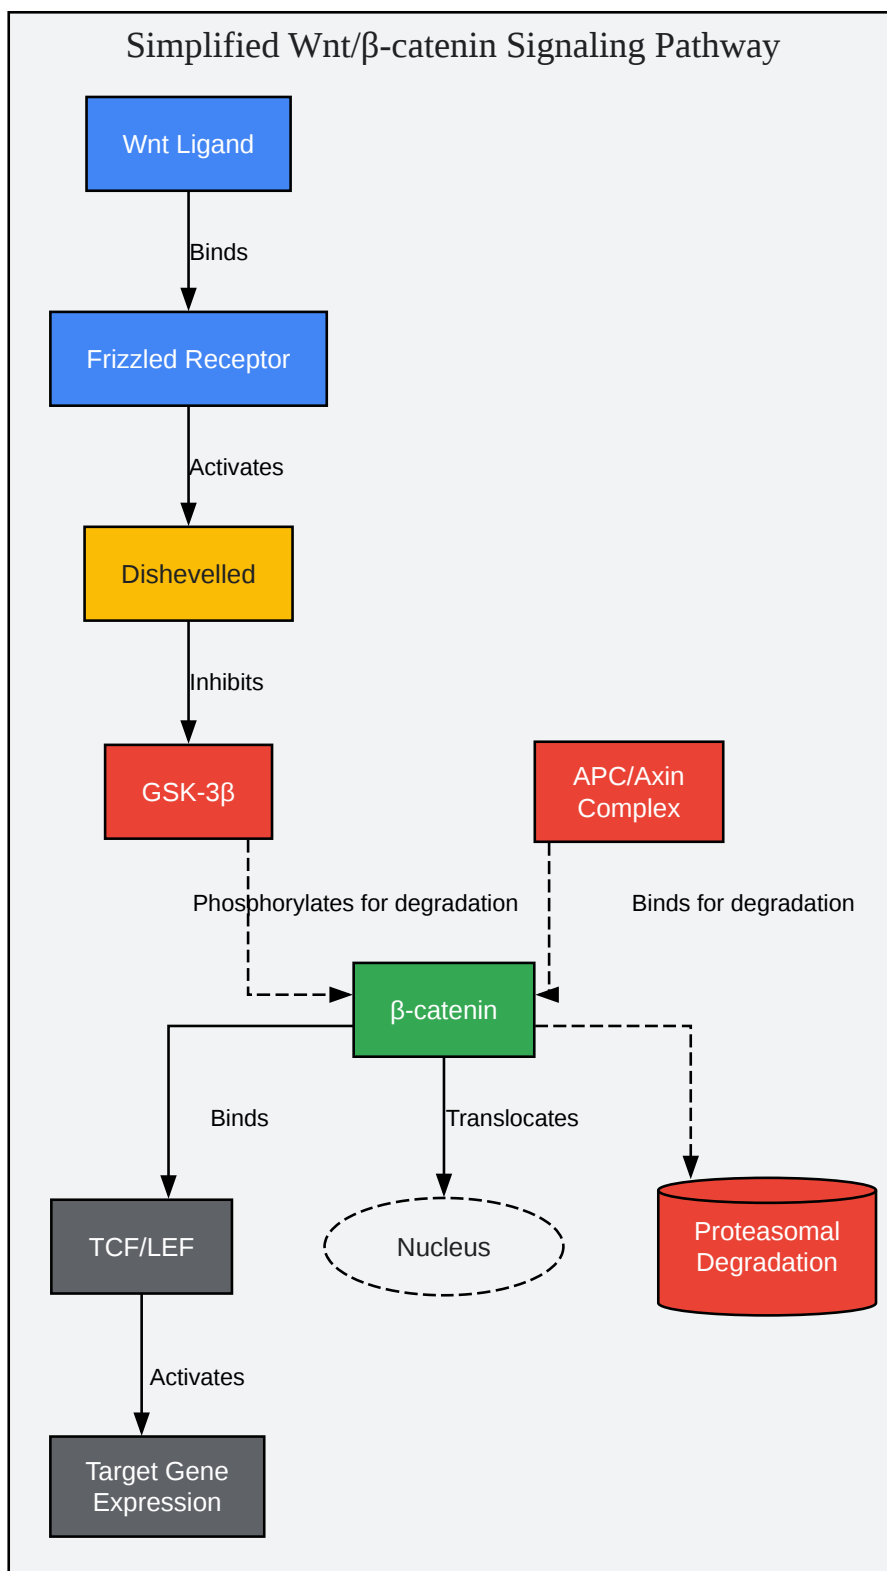 Simplified Wnt/β-catenin Signaling Pathway
Wnt Ligand
Binds
Frizzled Receptor
Activates
Dishevelled
Inhibits
GSK-3β
APC/Axin
Complex
Phosphorylates for degradation
Binds for degradation
β-catenin
Binds
Translocates
TCF/LEF
Nucleus
Proteasomal
Degradation
Activates
Target Gene
Expression